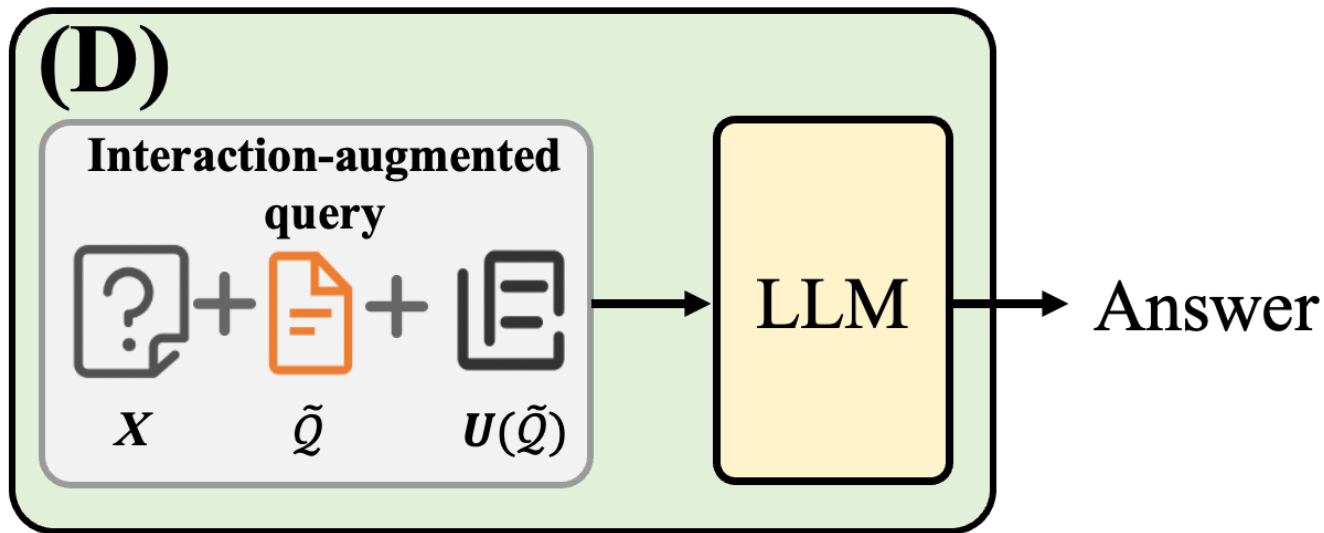 (D)
Interaction-augmented
query
? + + 
X Q̃ U(Q̃)
LLM
Answer